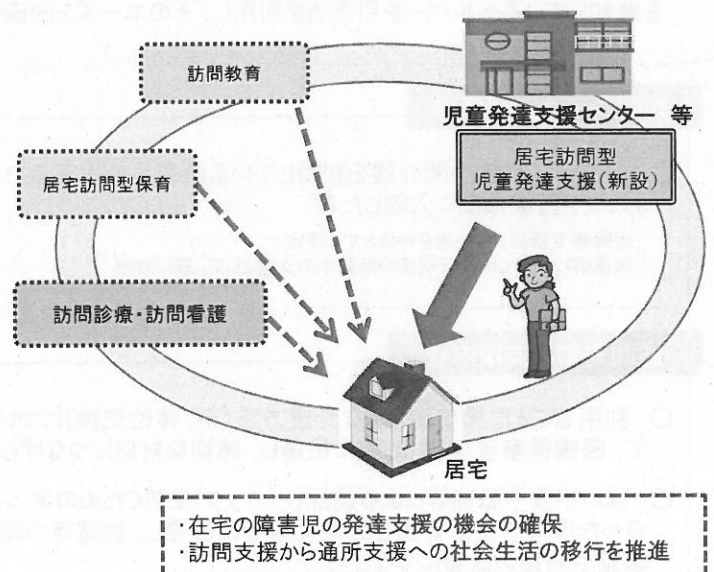 訪問教育
児童発達支援センター 等
居宅訪問型
児童発達支援(新設)
居宅訪問型保育
訪問診療・訪問看護
居宅
・在宅の障害児の発達支援の機会の確保
・訪問支援から通所支援への社会生活の移行を推進